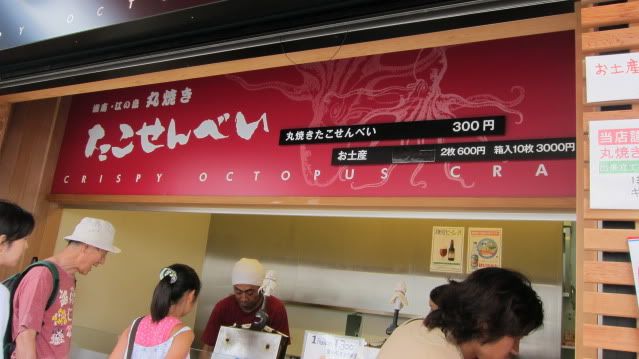 湘南・江の島 丸焼き
たこせんべい
丸焼きたこせんべい 300円
お土産 2枚600円 箱入10枚3000円
CRISPY OCTOPUS CRA
お土産
当店
丸焼き